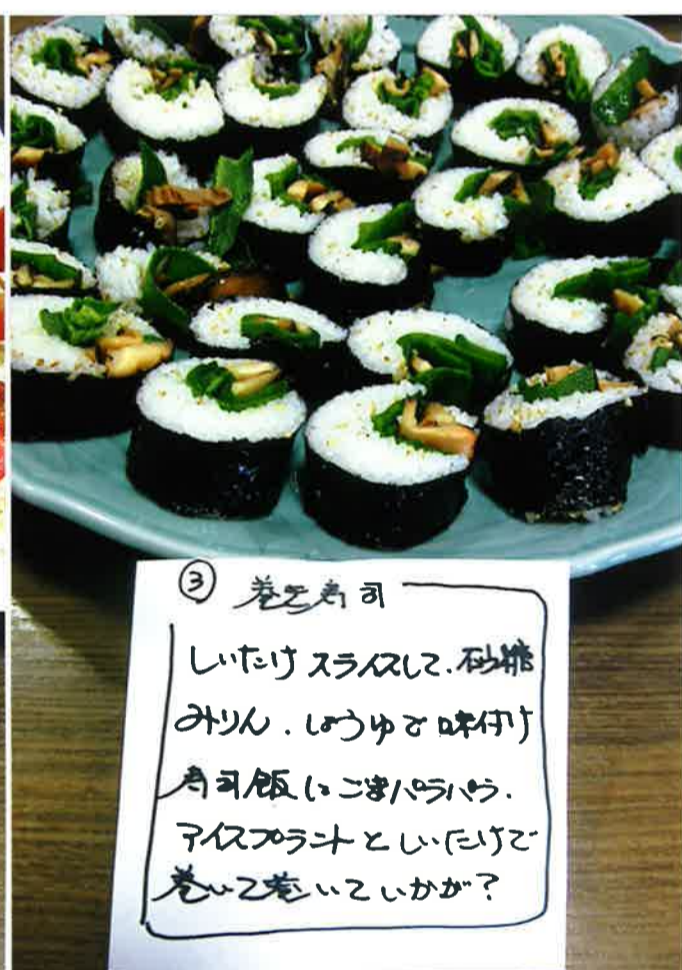 ③ 巻き寿司
しいたけスライスして、砂糖
みりん、しょうゆで味付け
寿司飯にごまパラパラ、
アイスプラントとしいたけで
巻いて巻いていかが？